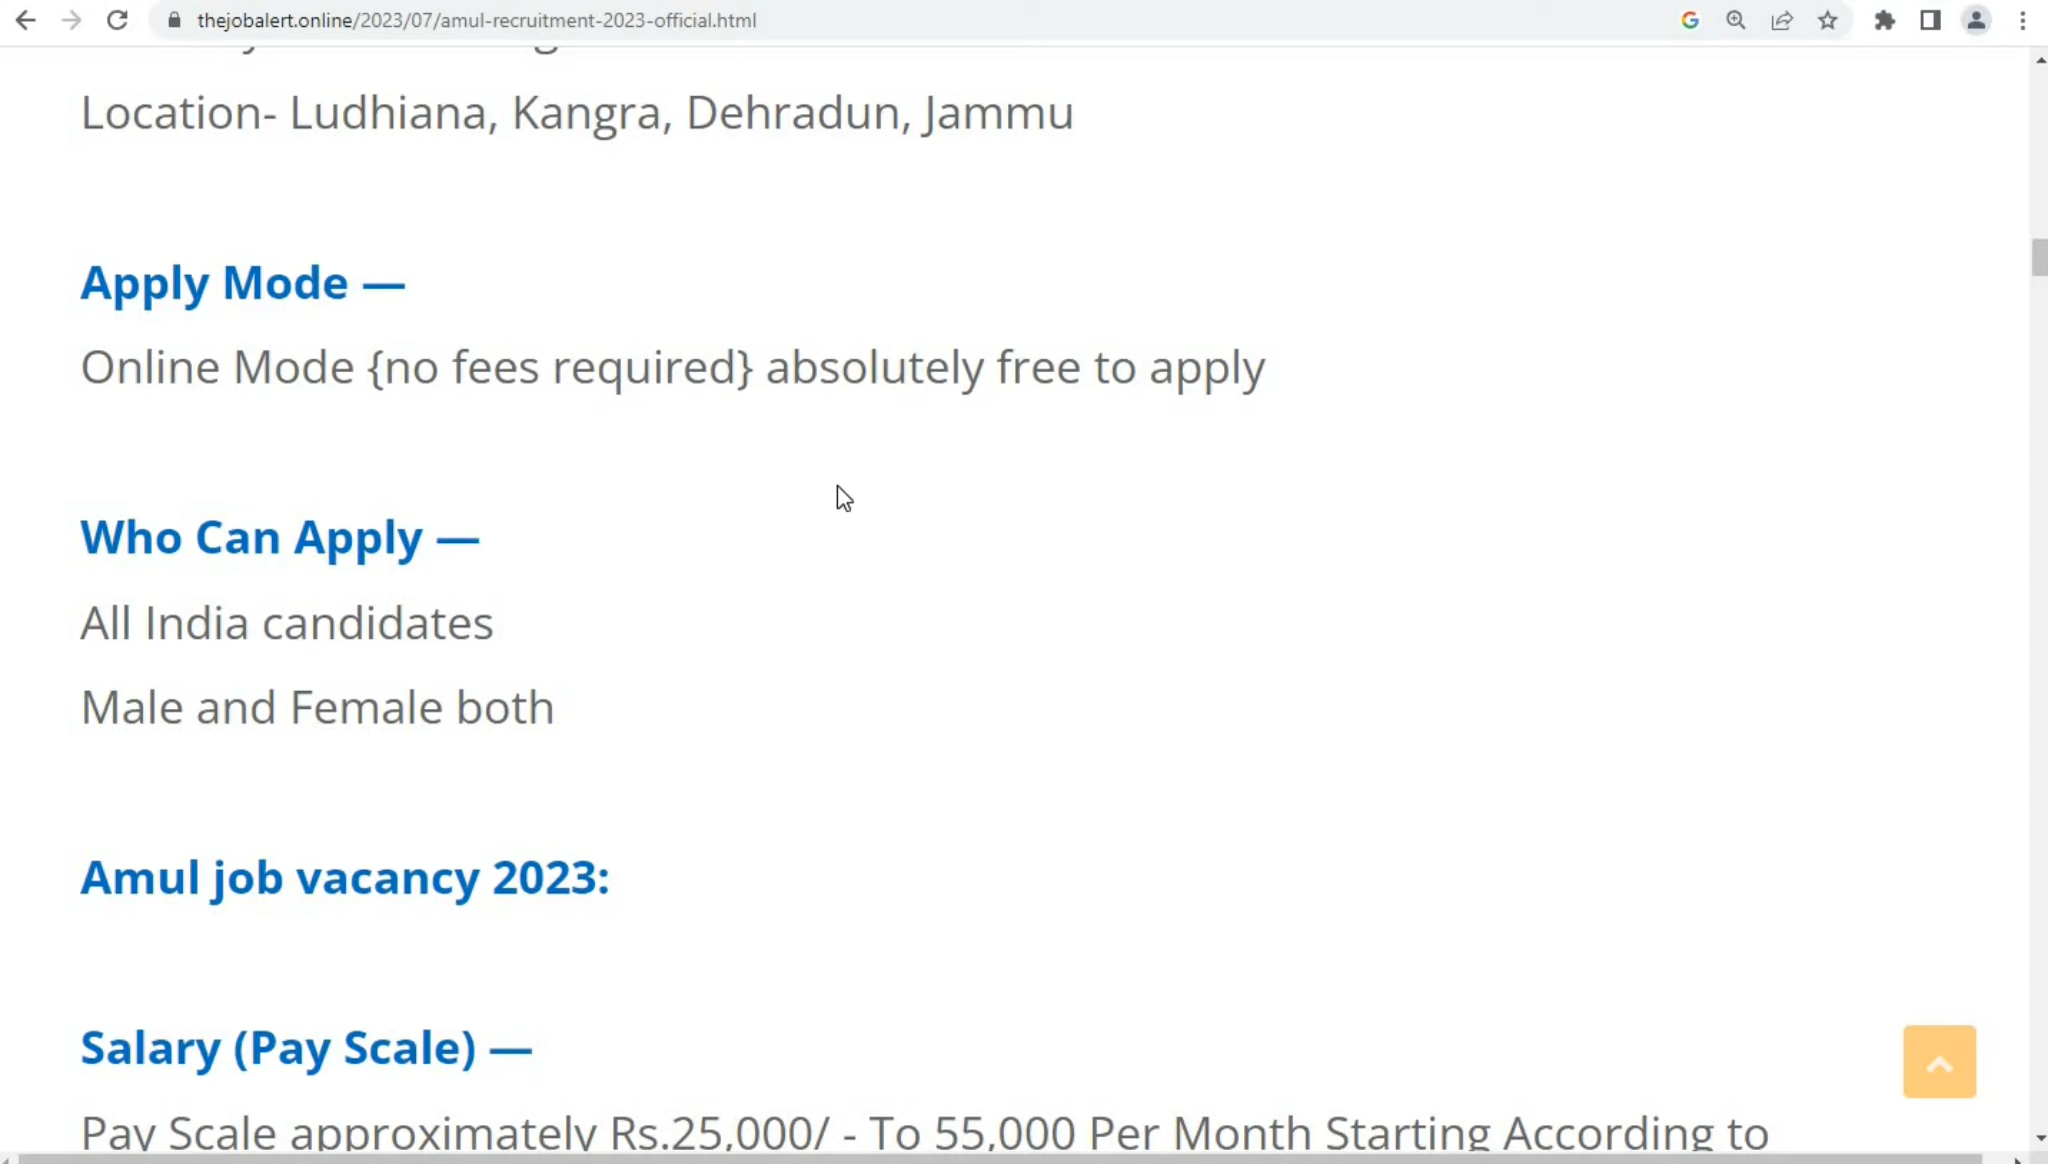 thejobalert.online/2023/07/amul-recruitment-2023-official.html
Location- Ludhiana, Kangra, Dehradun, Jammu
Apply Mode —
Online Mode {no fees required} absolutely free to apply
Who Can Apply —
All India candidates
Male and Female both
Amul job vacancy 2023:
Salary (Pay Scale) —
Pay Scale approximately Rs.25,000/ - To 55,000 Per Month Starting According to